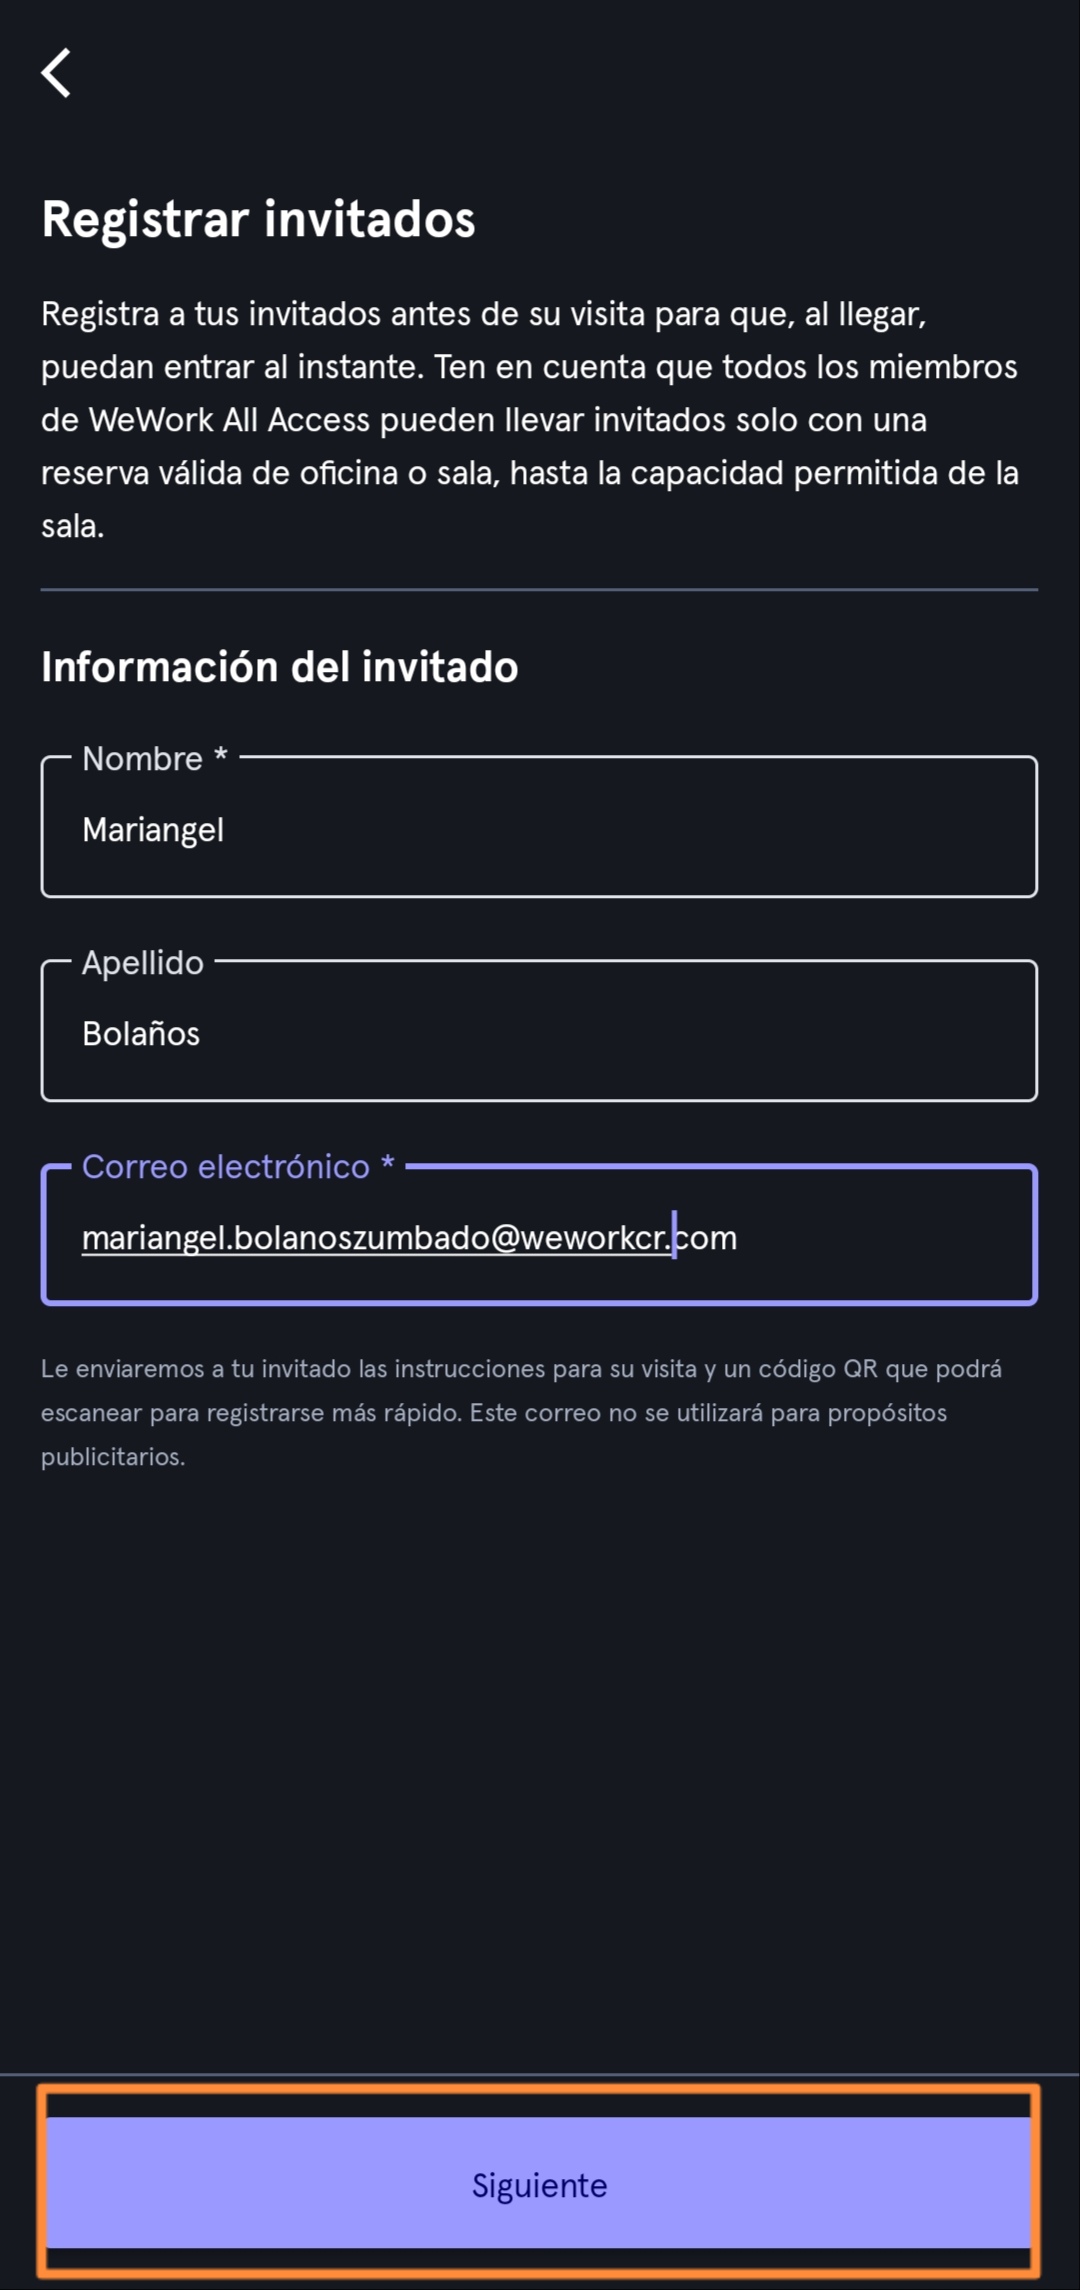 Registrar invitados
Registra a tus invitados antes de su visita para que, al llegar,
puedan entrar al instante. Ten en cuenta que todos los miembros
de WeWork All Access pueden llevar invitados solo con una
reserva válida de oficina o sala, hasta la capacidad permitida de la
sala.
Información del invitado
Nombre *
Mariangel
Apellido
Bolaños
Correo electrónico *
mariangel.bolanoszumbado@weworkcr.com
Le enviaremos a tu invitado las instrucciones para su visita y un código QR que podrá
escanear para registrarse más rápido. Este correo no se utilizará para propósitos
publicitarios.
Siguiente